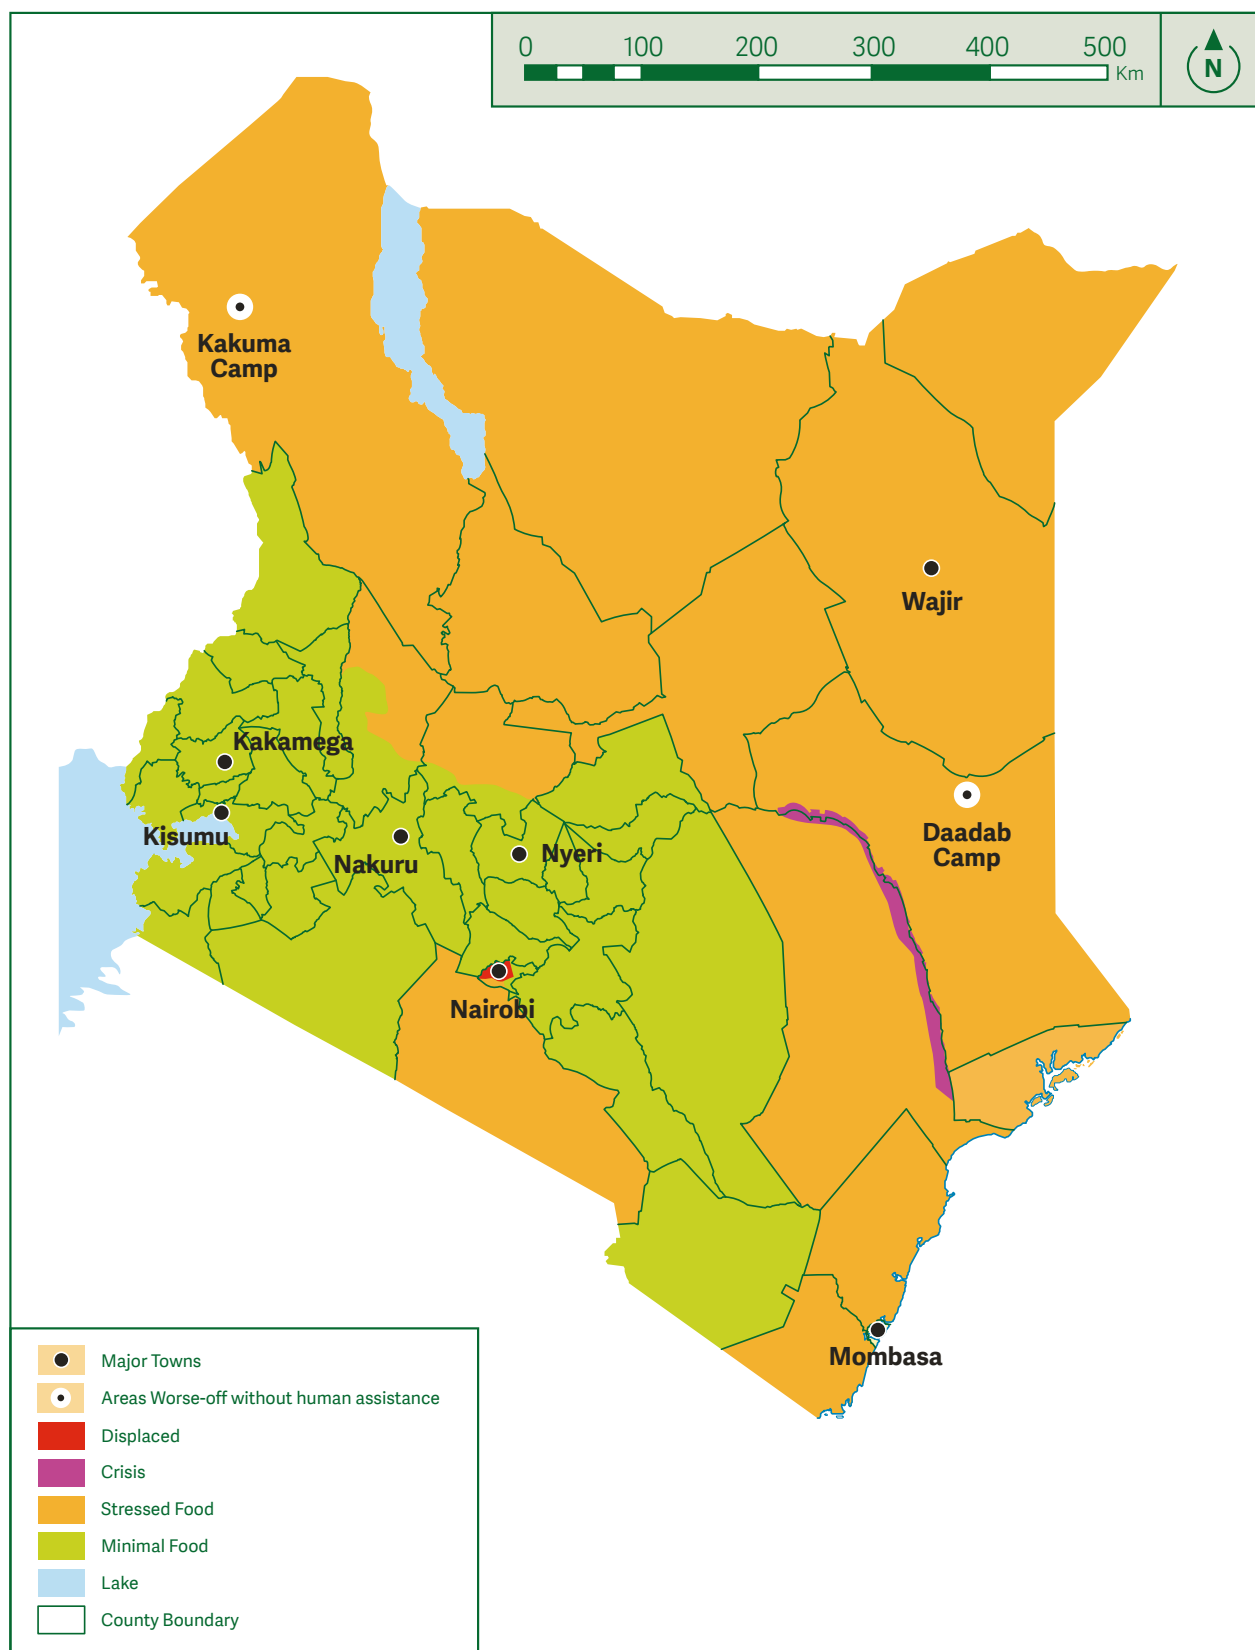 0 100 200 300 400 500
Km
N
Kakuma
Camp
Wajir
Kakamega
Kisumu
Nakuru
Nyeri
Daadab
Camp
Nairobi
Mombasa
Major Towns
Areas Worse-off without human assistance
Displaced
Crisis
Stressed Food
Minimal Food
Lake
County Boundary